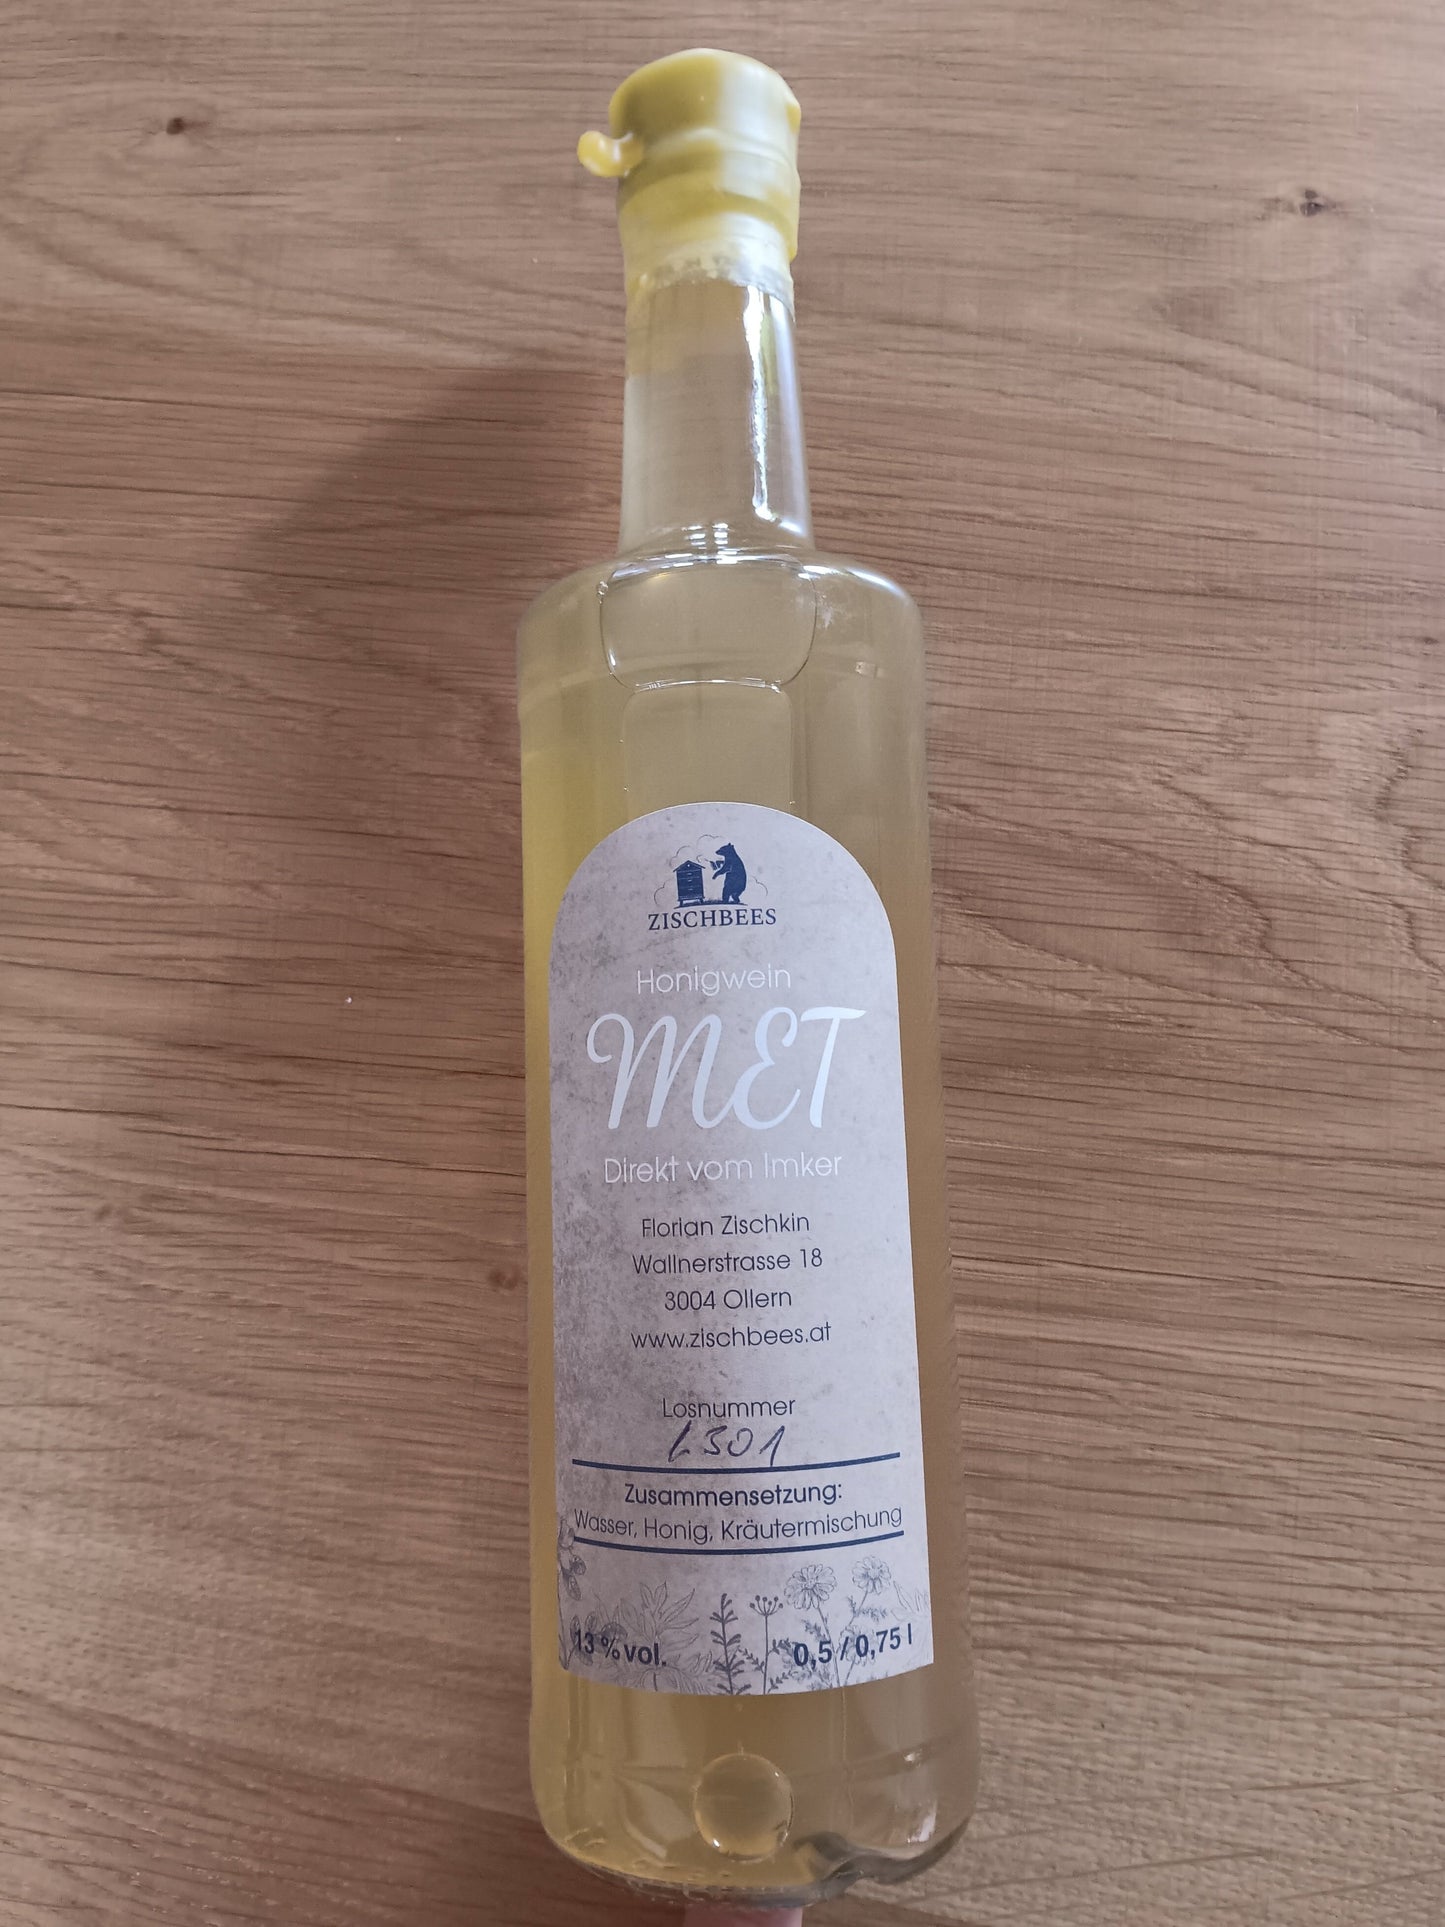 ZISCHBEES
Honigwein
MET
Direkt vom Imker
Florian Zischkin
Wallnerstrasse 18
3004 Ollern
www.zischbees.at
Losnummer
L301
Zusammensetzung:
Wasser, Honig, Kräutermischung
13 % vol. 0,5 / 0,75 l